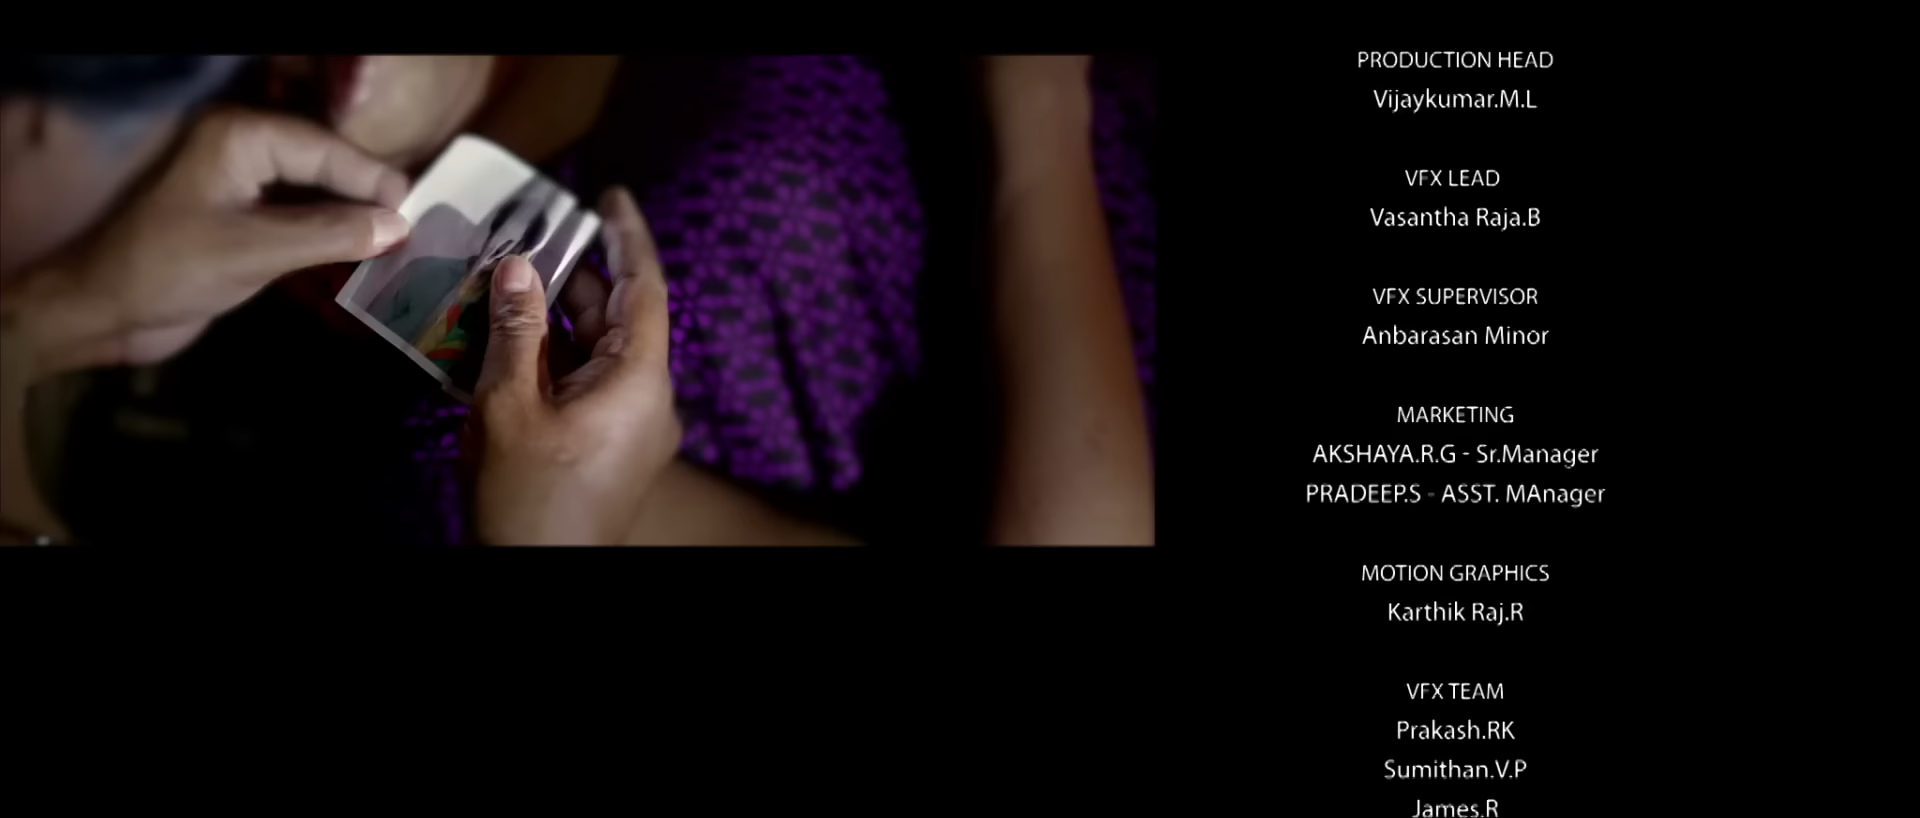 PRODUCTION HEAD
Vijaykumar.M.L
VFX LEAD
Vasantha Raja.B
VFX SUPERVISOR
Anbarasan Minor
MARKETING
AKSHAYA.R.G - Sr.Manager
PRADEEP.S - ASST. MAnager
MOTION GRAPHICS
Karthik Raj.R
VFX TEAM
Prakash.RK
Sumithan.V.P
James.R